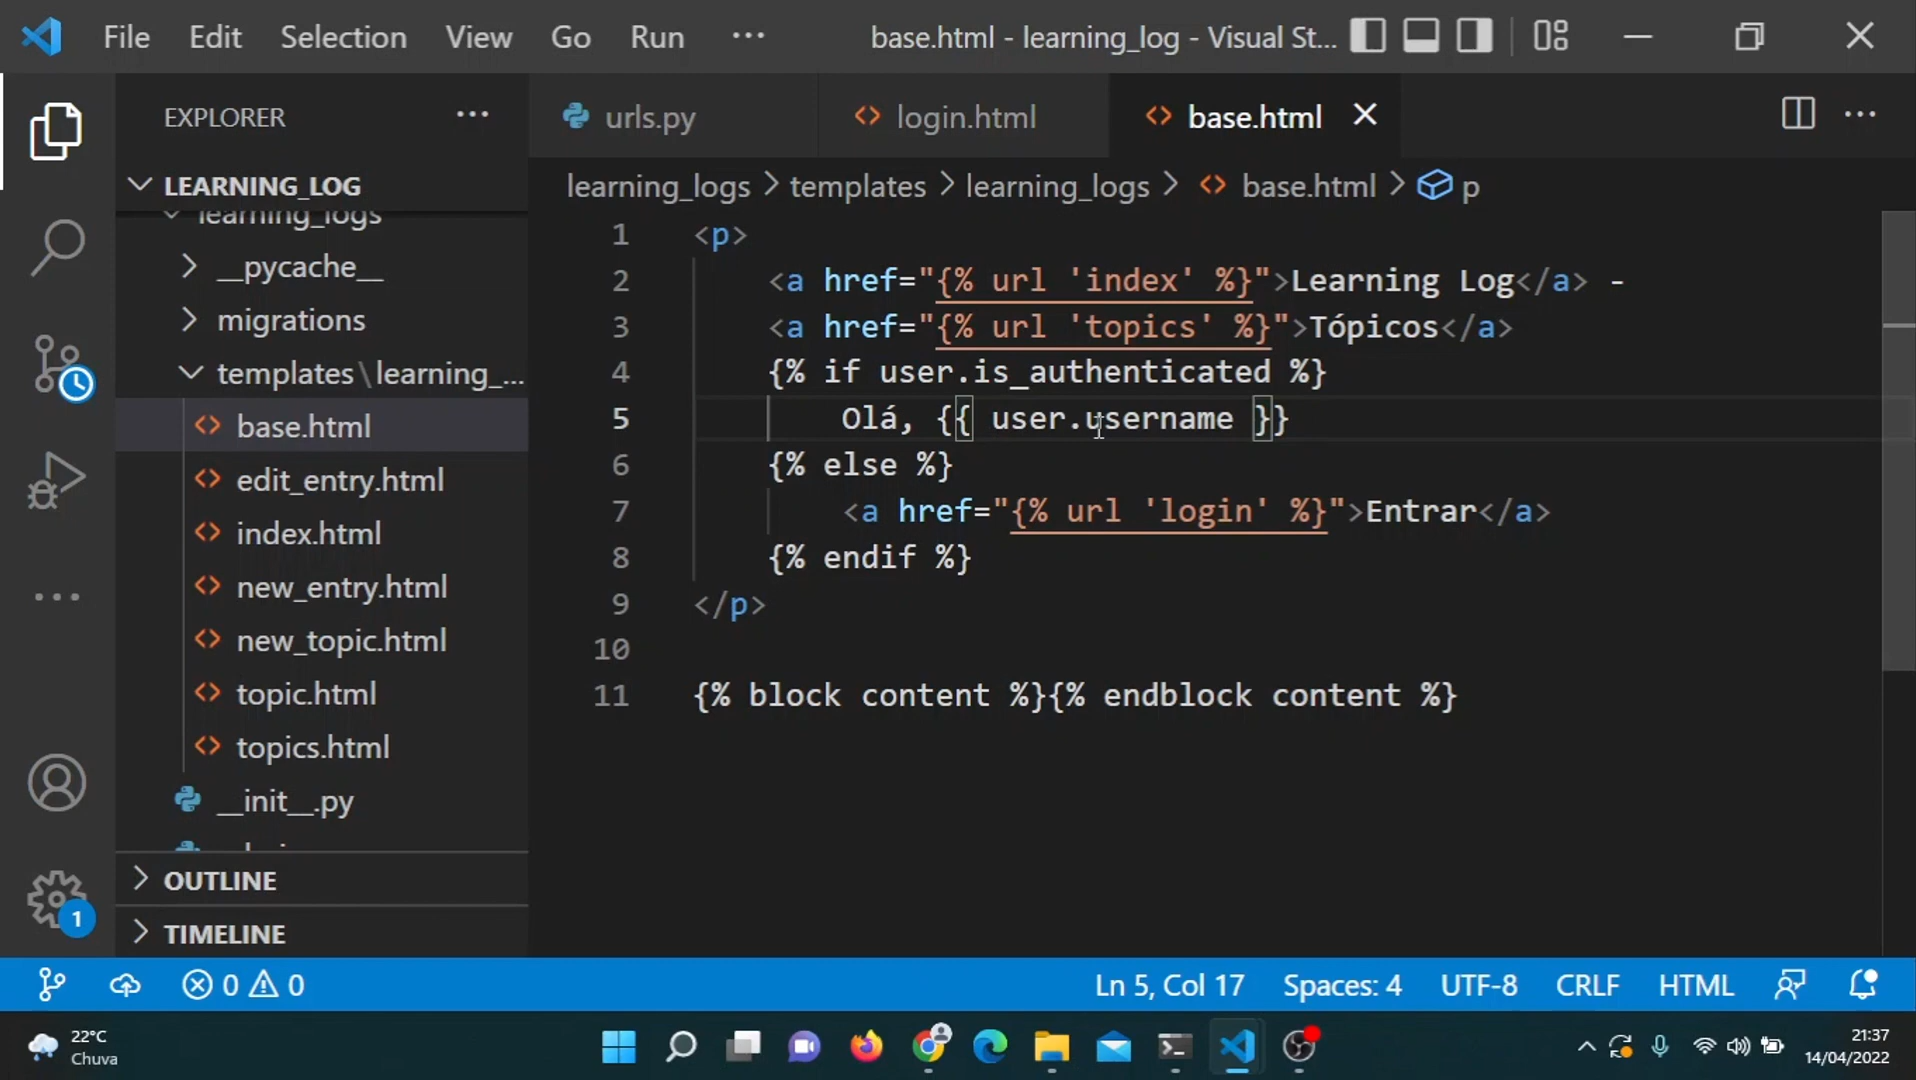 File Edit Selection View Go Run ··· base.html - learning_log - Visual St...
EXPLORER ···
urls.py
login.html
base.html
LEARNING_LOG
learning_logs
__pycache__
migrations
templates\learning_...
base.html
edit_entry.html
index.html
new_entry.html
new_topic.html
topic.html
topics.html
__init__.py
OUTLINE
TIMELINE
1
learning_logs > templates > learning_logs > base.html > p
1 <p>
2 <a href="{% url 'index' %}">Learning Log</a> -
3 <a href="{% url 'topics' %}">Tópicos</a>
4 {% if user.is_authenticated %}
5 Olá, {{ user.username }}
6 {% else %}
7 <a href="{% url 'login' %}">Entrar</a>
8 {% endif %}
9 </p>
10
11 {% block content %}{% endblock content %}
0 0 Ln 5, Col 17 Spaces: 4 UTF-8 CRLF HTML
22°C
Chuva
21:37
14/04/2022